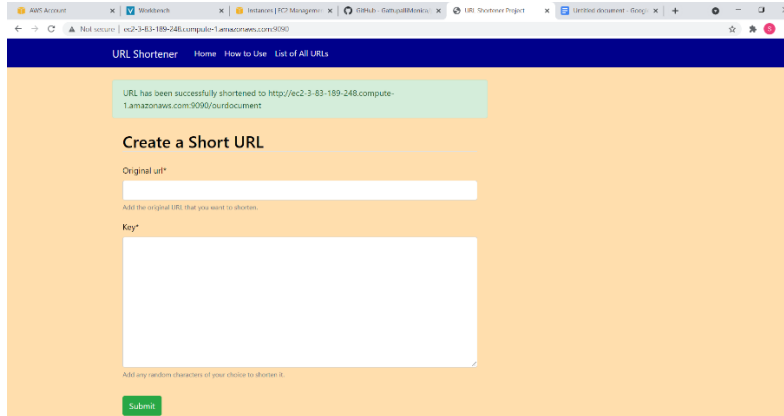 AWS Account
Workbench
Instances | EC2 Managemen
GitHub - GattupalliMonica
URL Shortener Project
Untitled document - Googl
Not secure | ec2-3-83-189-248.compute-1.amazonaws.com:9090
S
URL Shortener Home How to Use List of All URLs
URL has been successfully shortened to http://ec2-3-83-189-248.compute-
1.amazonaws.com:9090/ourdocument
Create a Short URL
Original url*
Add the original URL that you want to shorten.
Key*
Add any random characters of your choice to shorten it.
Submit